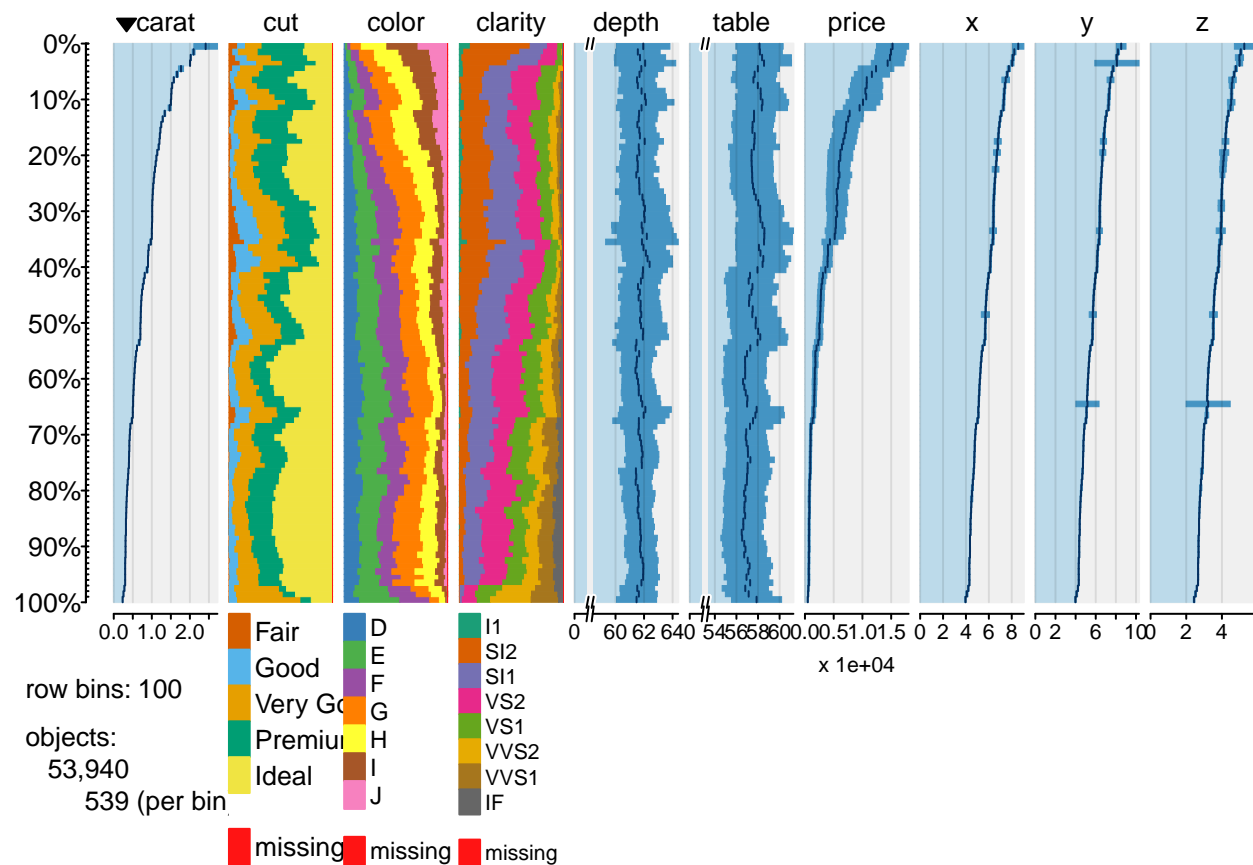 ▼carat cut color clarity depth table price x y z
0%
10%
20%
30%
40%
50%
60%
70%
80%
90%
100%
0.0 1.0 2.0
0 60 62 64
0 54 56 58 60
0.0 0.5 1.0 1.5
x 1e+04
0 2 4 6 8
0 2 4 6 8 10
0 2 4
row bins: 100
objects:
53,940
539 (per bin
Fair
Good
Very Go
Premium
Ideal
missing
D
E
F
G
H
I
J
missing
I1
SI2
SI1
VS2
VS1
VVS2
VVS1
IF
missing